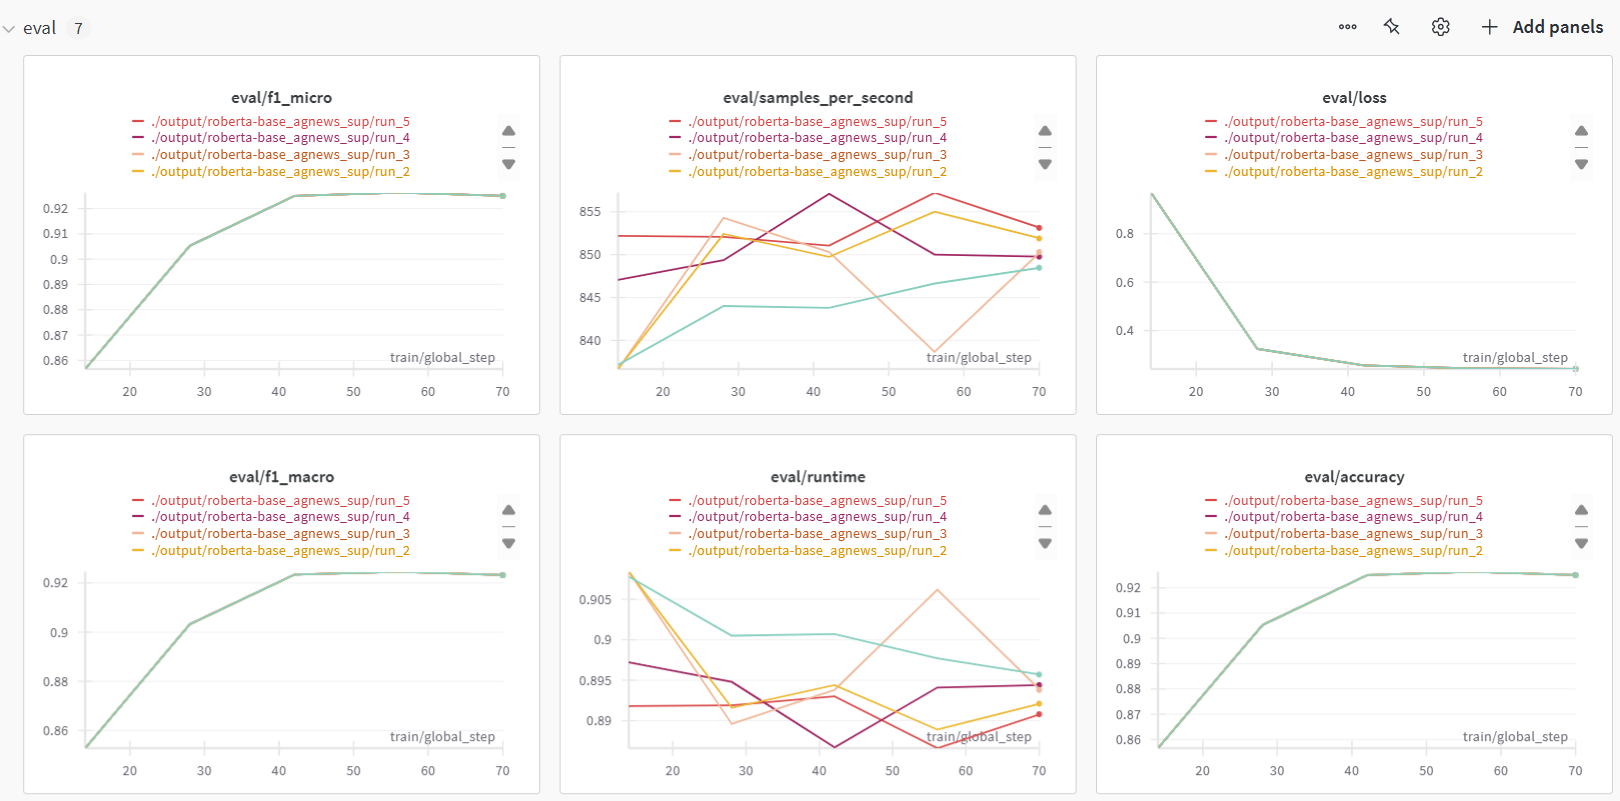 eval 7
Add panels
eval/f1_micro
./output/roberta-base_agnews_sup/run_5
./output/roberta-base_agnews_sup/run_4
./output/roberta-base_agnews_sup/run_3
./output/roberta-base_agnews_sup/run_2
0.92
0.91
0.9
0.89
0.88
0.87
0.86
train/global_step
20 30 40 50 60 70
eval/samples_per_second
./output/roberta-base_agnews_sup/run_5
./output/roberta-base_agnews_sup/run_4
./output/roberta-base_agnews_sup/run_3
./output/roberta-base_agnews_sup/run_2
855
850
845
840
train/global_step
20 30 40 50 60 70
eval/loss
./output/roberta-base_agnews_sup/run_5
./output/roberta-base_agnews_sup/run_4
./output/roberta-base_agnews_sup/run_3
./output/roberta-base_agnews_sup/run_2
0.8
0.6
0.4
train/global_step
20 30 40 50 60 70
eval/f1_macro
./output/roberta-base_agnews_sup/run_5
./output/roberta-base_agnews_sup/run_4
./output/roberta-base_agnews_sup/run_3
./output/roberta-base_agnews_sup/run_2
0.92
0.9
0.88
0.86
train/global_step
20 30 40 50 60 70
eval/runtime
./output/roberta-base_agnews_sup/run_5
./output/roberta-base_agnews_sup/run_4
./output/roberta-base_agnews_sup/run_3
./output/roberta-base_agnews_sup/run_2
0.905
0.9
0.895
0.89
train/global_step
20 30 40 50 60 70
eval/accuracy
./output/roberta-base_agnews_sup/run_5
./output/roberta-base_agnews_sup/run_4
./output/roberta-base_agnews_sup/run_3
./output/roberta-base_agnews_sup/run_2
0.92
0.91
0.9
0.89
0.88
0.87
0.86
train/global_step
20 30 40 50 60 70